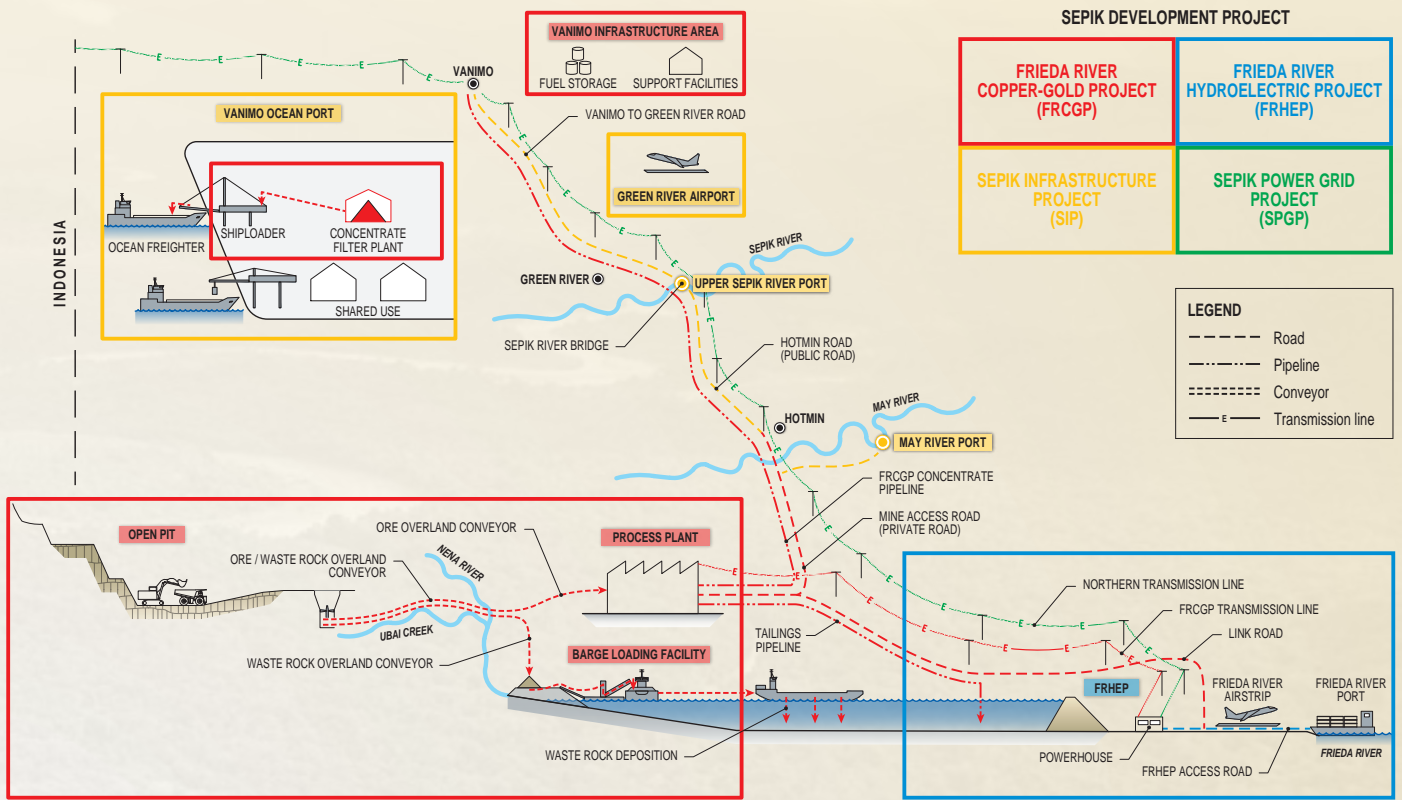 SEPIK DEVELOPMENT PROJECT
FRIEDA RIVER
COPPER-GOLD PROJECT
(FRCGP)
FRIEDA RIVER
HYDROELECTRIC PROJECT
(FRHEP)
SEPIK INFRASTRUCTURE
PROJECT
(SIP)
SEPIK POWER GRID
PROJECT
(SPGP)
LEGEND
Road
Pipeline
Conveyor
E
Transmission line
VANIMO INFRASTRUCTURE AREA
FUEL STORAGE
SUPPORT FACILITIES
VANIMO
VANIMO TO GREEN RIVER ROAD
VANIMO OCEAN PORT
OCEAN FREIGHTER
SHIPLOADER
CONCENTRATE
FILTER PLANT
SHARED USE
INDONESIA
GREEN RIVER AIRPORT
SEPIK RIVER
GREEN RIVER
UPPER SEPIK RIVER PORT
SEPIK RIVER BRIDGE
HOTMIN ROAD
(PUBLIC ROAD)
MAY RIVER
HOTMIN
MAY RIVER PORT
FRCGP CONCENTRATE
PIPELINE
MINE ACCESS ROAD
(PRIVATE ROAD)
OPEN PIT
ORE OVERLAND CONVEYOR
PROCESS PLANT
ORE / WASTE ROCK OVERLAND
CONVEYOR
NENA RIVER
UBAI CREEK
WASTE ROCK OVERLAND CONVEYOR
BARGE LOADING FACILITY
TAILINGS
PIPELINE
WASTE ROCK DEPOSITION
NORTHERN TRANSMISSION LINE
FRCGP TRANSMISSION LINE
LINK ROAD
FRHEP
FRIEDA RIVER
AIRSTRIP
FRIEDA RIVER
PORT
POWERHOUSE
FRIEDA RIVER
FRHEP ACCESS ROAD